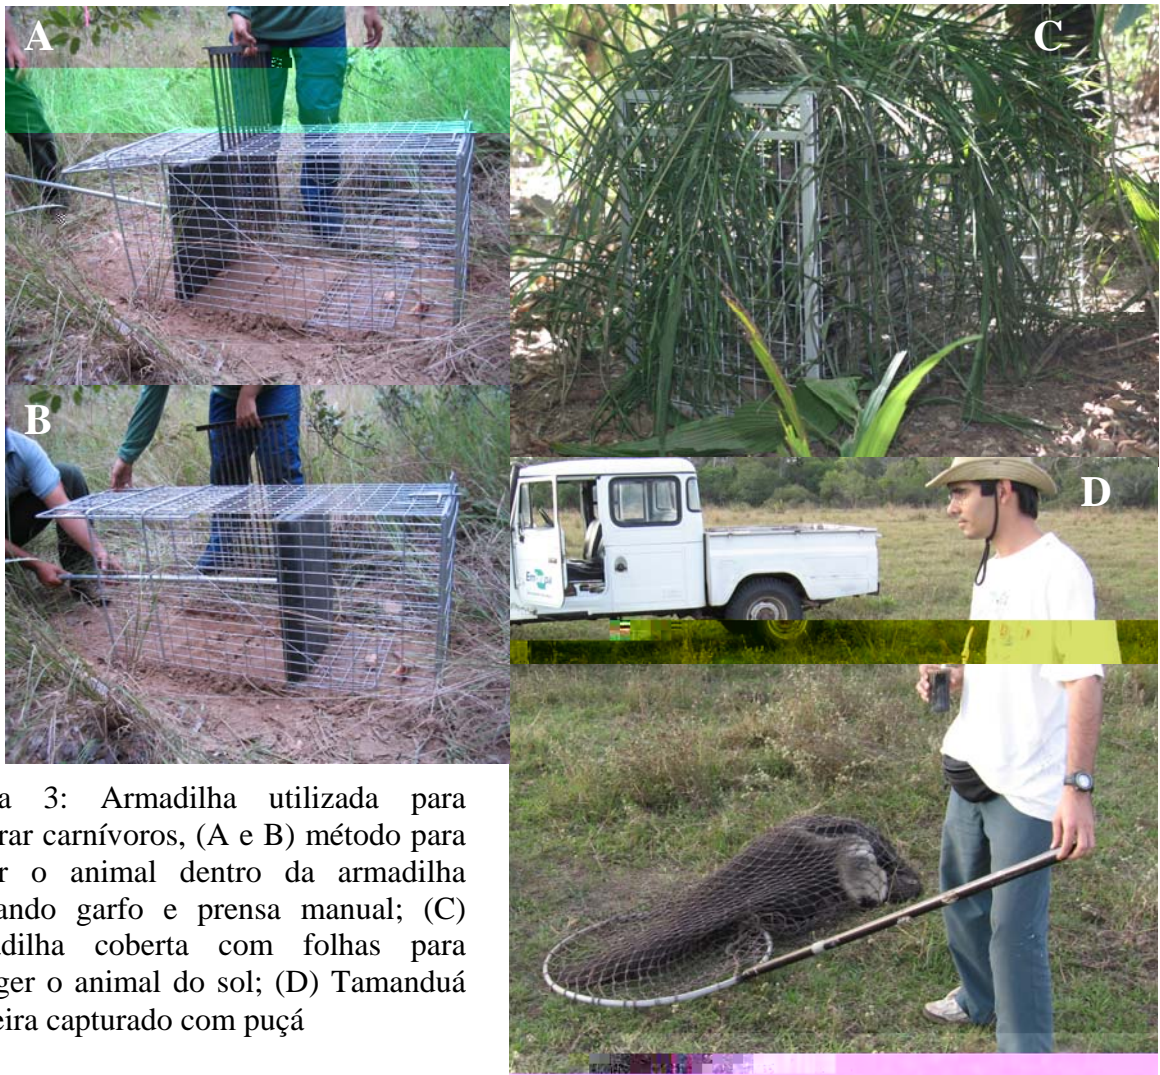 A
C
B
D
a 3: Armadilha utilizada para
rar carnívoros, (A e B) método para
r o animal dentro da armadilha
ando garfo e prensa manual; (C)
dilha coberta com folhas para
ger o animal do sol; (D) Tamanduá
eira capturado com puçá